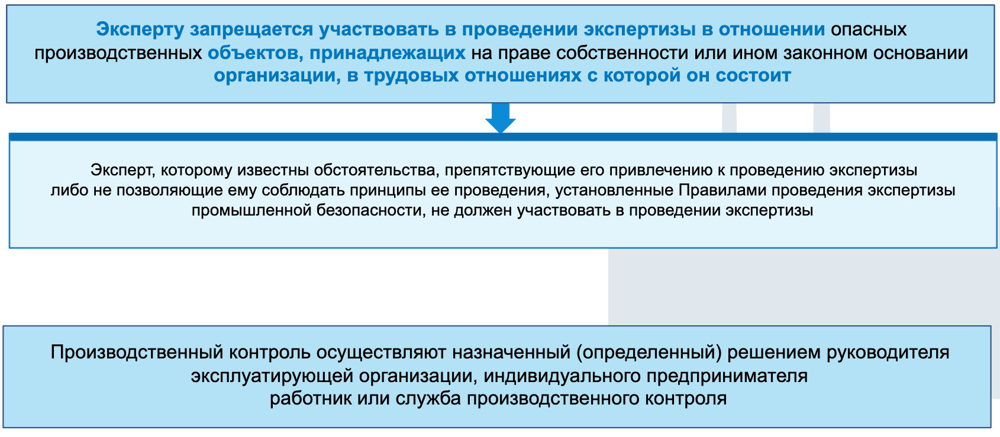 Эксперту запрещается участвовать в проведении экспертизы в отношении опасных
производственных объектов, принадлежащих на праве собственности или ином законном основании
организации, в трудовых отношениях с которой он состоит
Эксперт, которому известны обстоятельства, препятствующие его привлечению к проведению экспертизы
либо не позволяющие ему соблюдать принципы ее проведения, установленные Правилами проведения экспертизы
промышленной безопасности, не должен участвовать в проведении экспертизы
Производственный контроль осуществляют назначенный (определенный) решением руководителя
эксплуатирующей организации, индивидуального предпринимателя
работник или служба производственного контроля